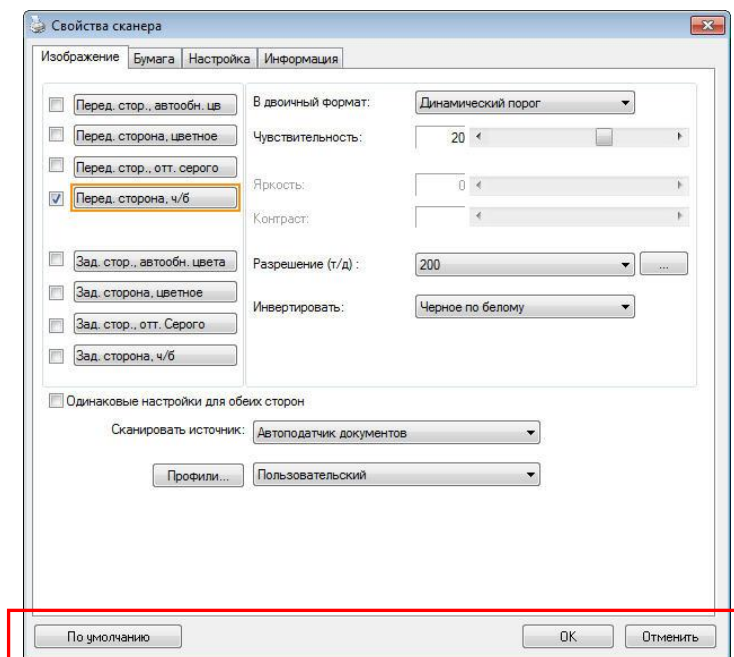 Свойства сканера
Изображение Бумага Настройка Информация
Перед. стор., автообн. цв
В двоичный формат: Динамический порог
Перед. сторона, цветное
Чувствительность: 20
Перед. стор., отт. серого
Яркость: 0
Перед. сторона, ч/б
Контраст:
Зад. стор., автообн. цвета
Разрешение (т/д) : 200 ...
Зад. сторона, цветное
Инвертировать: Черное по белому
Зад. стор., отт. Серого
Зад. сторона, ч/б
Одинаковые настройки для обеих сторон
Сканировать источник: Автоподатчик документов
Профили... Пользовательский
По умолчанию OK Отменить